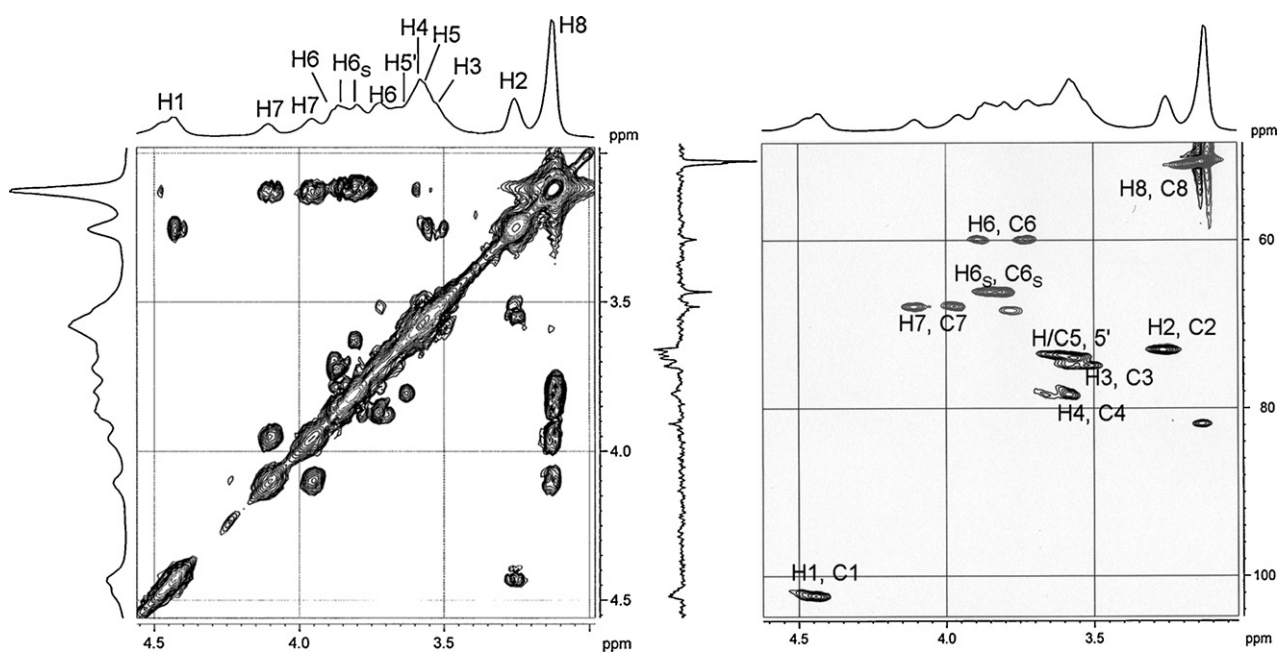 H4
H8
H6
H6S
H5'
H5
H3
H1
H7
H7
H6
H2
ppm
3.5
4.0
4.5
4.5
4.0
3.5
ppm
ppm
H8, C8
H6, C6
60
H6S, C6S
H7, C7
H/C5, 5'
H2, C2
H3, C3
H4, C4
80
H1, C1
100
4.5
4.0
3.5
ppm